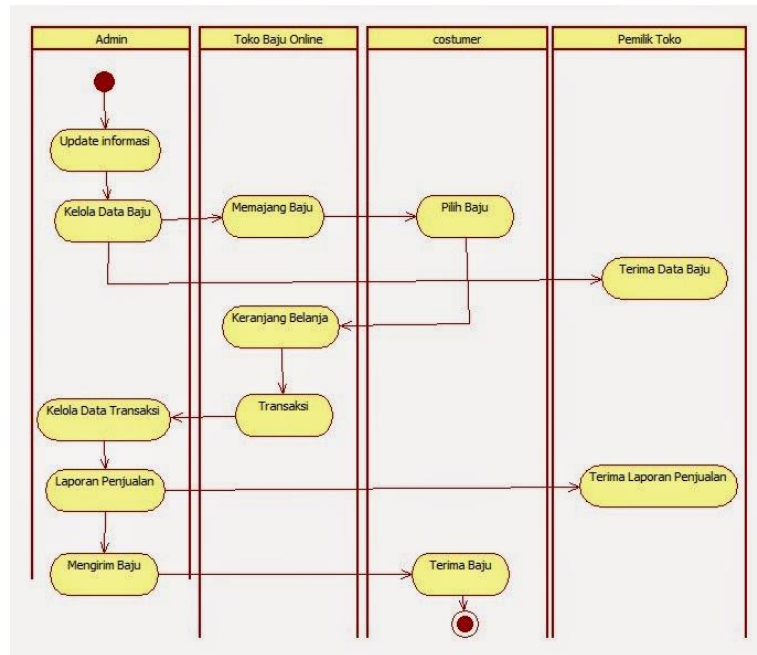 Admin
Toko Baju Online
costumer
Pemilik Toko
Update informasi
Kelola Data Baju
Memajang Baju
Pilih Baju
Terima Data Baju
Keranjang Belanja
Transaksi
Kelola Data Transaksi
Laporan Penjualan
Terima Laporan Penjualan
Mengirim Baju
Terima Baju